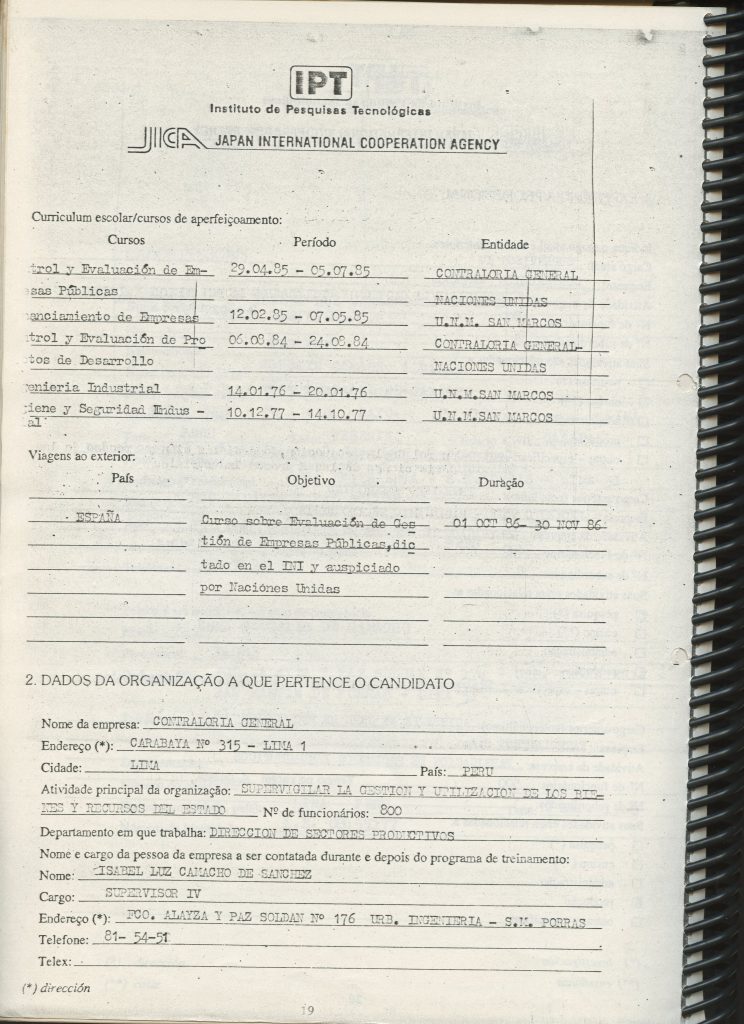 IPT
Instituto de Pesquisas Tecnológicas
JICA JAPAN INTERNATIONAL COOPERATION AGENCY
Curriculum escolar/cursos de aperfeiçoamento:
Cursos Período Entidade
trol y Evaluación de Em- 29.04.85 - 05.07.85 CONTRALORIA GENERAL
sas Públicas NACIONES UNIDAS
anciamiento de Empresas 12.02.85 - 07.05.85 U.N.M. SAN MARCOS
trol y Evaluación de Pro 06.08.84 - 24.08.84 CONTRALORIA GENERAL-
tos de Desarrollo NACIONES UNIDAS
enieria Industrial 14.01.76 - 20.01.76 U.N.M.SAN MARCOS
iene y Seguridad Indus - 10.12.77 - 14.10.77 U.N.M.SAN MARCOS
al
Viagens ao exterior:
País Objetivo Duração
ESPAÑA Curso sobre Evaluación de Ges 01 OCT 86- 30 NOV 86
tión de Empresas Públicas,dic
tado en el INI y auspiciado
por Naciónes Unidas
2. DADOS DA ORGANIZAÇÃO A QUE PERTENCE O CANDIDATO
Nome da empresa: CONTRALORIA GENERAL
Endereço (*): CARABAYA Nº 315 - LIMA 1
Cidade: LIMA País: PERU
Atividade principal da organização: SUPERVIGILAR LA GESTION Y UTILIZACION DE LOS BIE-
NES Y RECURSOS DEL ESTADO Nº de funcionários: 800
Departamento em que trabalha: DIRECCION DE SECTORES PRODUCTIVOS
Nome e cargo da pessoa da empresa a ser contatada durante e depois do programa de treinamento:
Nome: ISABEL LUZ CAMACHO DE SANCHEZ
Cargo: SUPERVISOR IV
Endereço (*): FCO. ALAYZA Y PAZ SOLDAN Nº 176 URB. INGENIERIA - S.M. PORRAS
Telefone: 81- 54-51
Telex:
(*) dirección
19